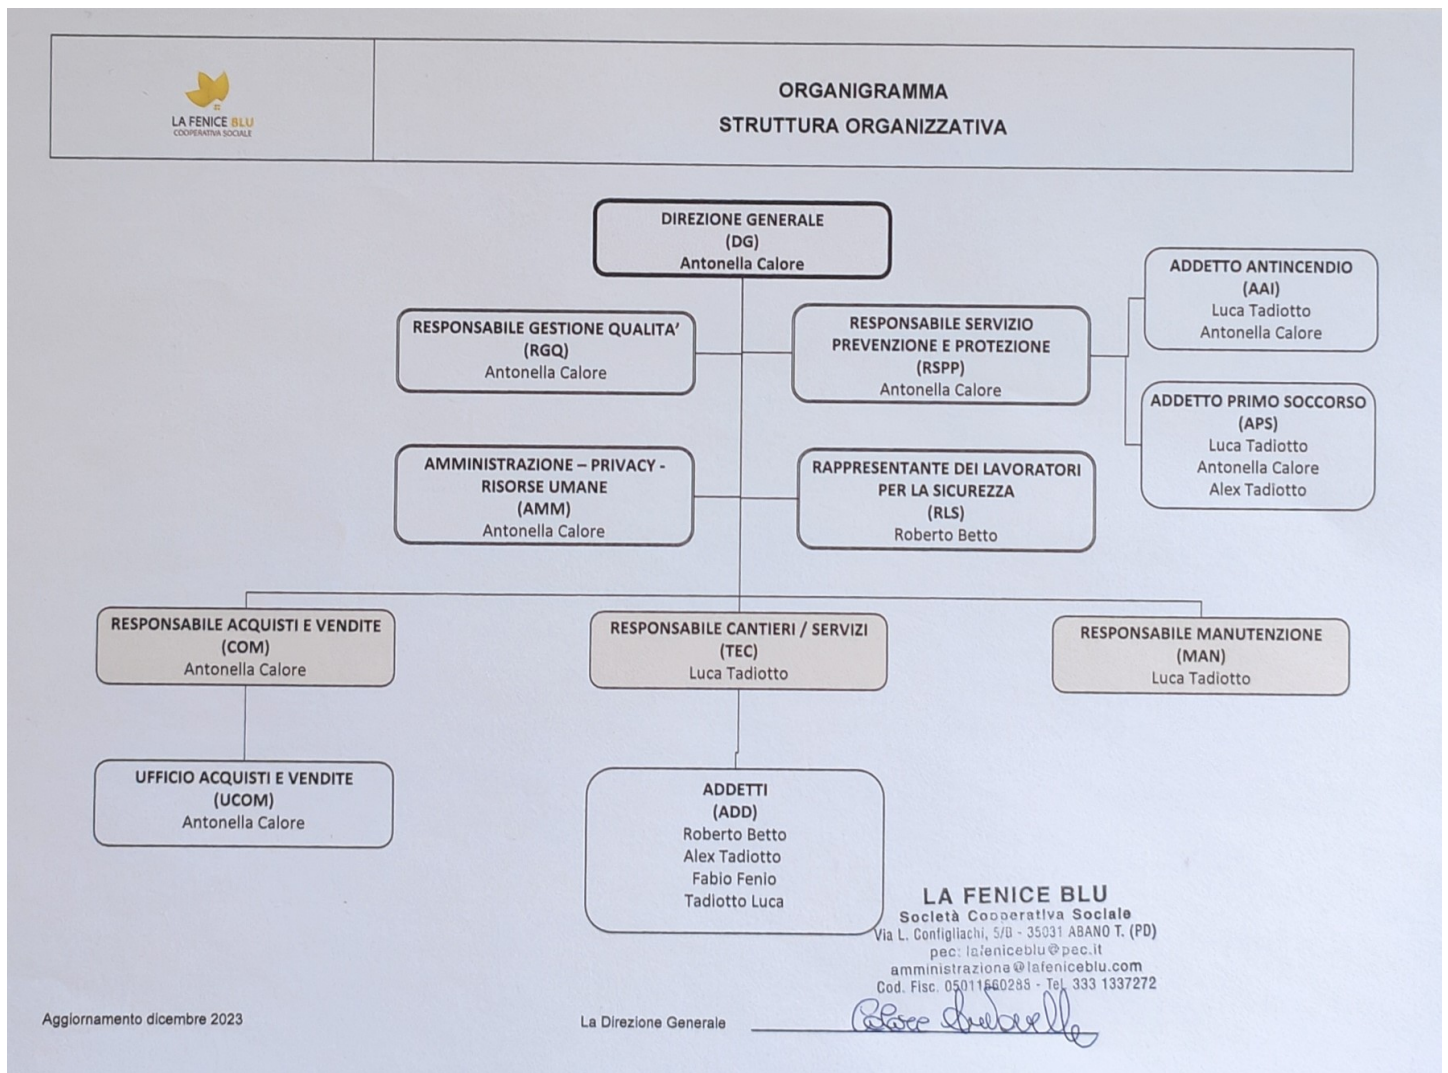 LA FENICE BLU
COOPERATIVA SOCIALE
ORGANIGRAMMA
STRUTTURA ORGANIZZATIVA
DIREZIONE GENERALE
(DG)
Antonella Calore
RESPONSABILE GESTIONE QUALITA’
(RGQ)
Antonella Calore
RESPONSABILE SERVIZIO
PREVENZIONE E PROTEZIONE
(RSPP)
Antonella Calore
ADDETTO ANTINCENDIO
(AAI)
Luca Tadiotto
Antonella Calore
ADDETTO PRIMO SOCCORSO
(APS)
Luca Tadiotto
Antonella Calore
Alex Tadiotto
AMMINISTRAZIONE – PRIVACY -
RISORSE UMANE
(AMM)
Antonella Calore
RAPPRESENTANTE DEI LAVORATORI
PER LA SICUREZZA
(RLS)
Roberto Betto
RESPONSABILE ACQUISTI E VENDITE
(COM)
Antonella Calore
RESPONSABILE CANTIERI / SERVIZI
(TEC)
Luca Tadiotto
RESPONSABILE MANUTENZIONE
(MAN)
Luca Tadiotto
UFFICIO ACQUISTI E VENDITE
(UCOM)
Antonella Calore
ADDETTI
(ADD)
Roberto Betto
Alex Tadiotto
Fabio Fenio
Tadiotto Luca
LA FENICE BLU
Società Cooperativa Sociale
Via L. Configliachi, 5/B - 35031 ABANO T. (PD)
pec: lafeniceblu@pec.it
amministrazione@lafeniceblu.com
Cod. Fisc. 05011560288 - Tel. 333 1337272
Aggiornamento dicembre 2023
La Direzione Generale
Calore Antonella